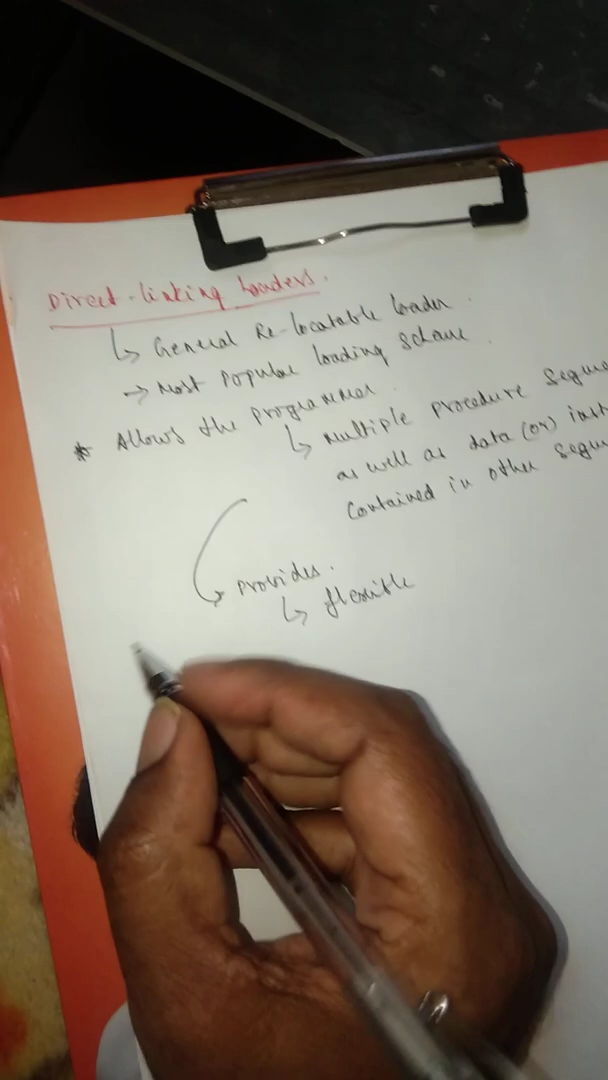 Direct-linking Loaders.
↳ General Re-locatable loader.
→ Most Popular loading scheme.
* Allows the Programmer.
↳ Multiple Procedure
as well as data (or)
Contained in other
↳ Provides.
↳ flexible